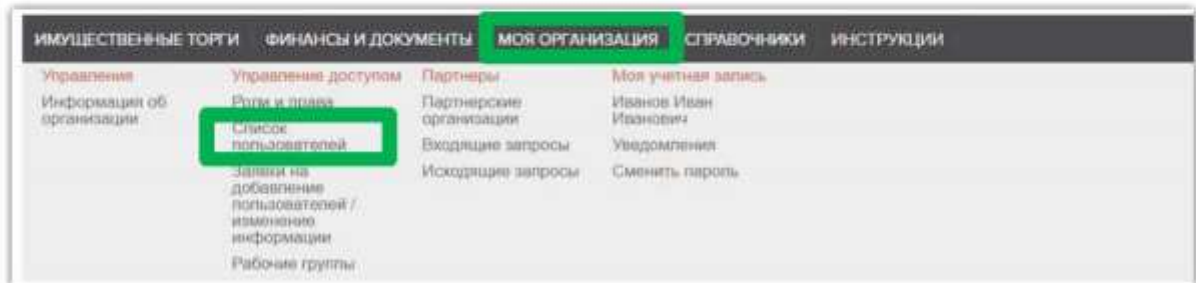 ИМУЩЕСТВЕННЫЕ ТОРГИ ФИНАНСЫ И ДОКУМЕНТЫ МОЯ ОРГАНИЗАЦИЯ СПРАВОЧНИКИ ИНСТРУКЦИИ
Управления
Информация об
организации
Управление доступом
Роли и права
Список
пользователей
Заявки на
добавление
пользователей /
изменение
информации
Рабочие группы
Партнеры
Партнерские
организации
Входящие запросы
Исходящие запросы
Моя учетная запись
Иванов Иван
Иванович
Уведомления
Сменить пароль